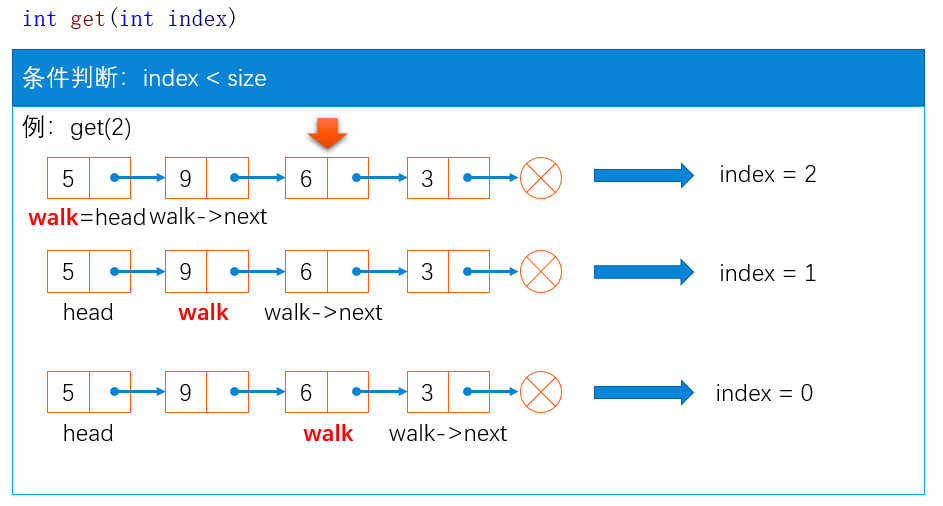 int get(int index)
条件判断：index < size
例：get(2)
5 9 6 3 index = 2
walk=head walk->next
5 9 6 3 index = 1
head walk walk->next
5 9 6 3 index = 0
head walk walk->next